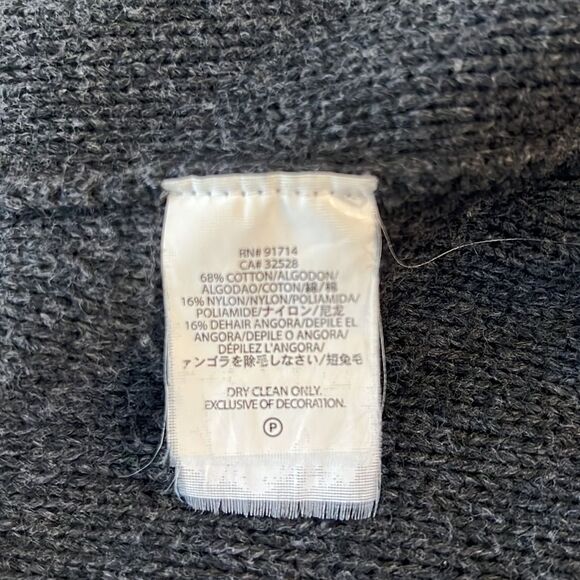 RN# 91714
CA# 32528
68% COTTON/ALGODON/
ALGODAO/COTON/綿/棉
16% NYLON/NYLON/POLIAMIDA/
POLIAMIDE/ナイロン/尼龙
16% DEHAIR ANGORA/DEPILE EL
ANGORA/DEPILE O ANGORA/
DÉPILEZ L'ANGORA/
ァンゴラを除毛しなさい/短兔毛
DRY CLEAN ONLY.
EXCLUSIVE OF DECORATION.
P